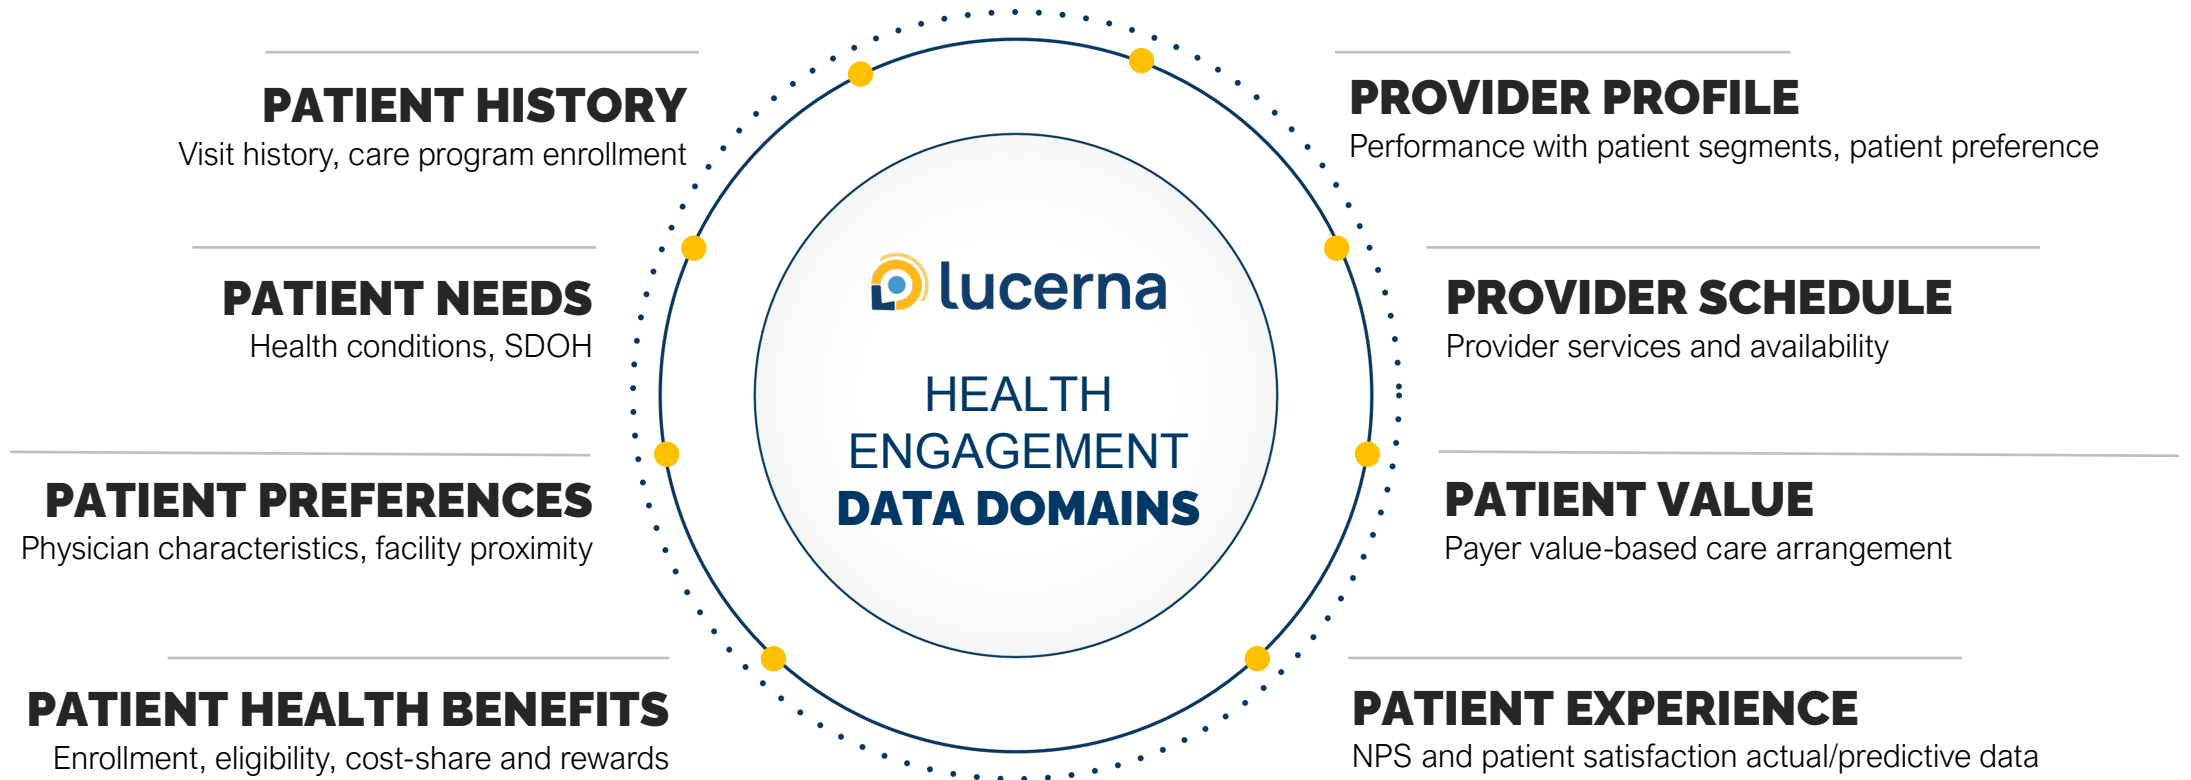 PATIENT HISTORY
Visit history, care program enrollment
PATIENT NEEDS
Health conditions, SDOH
PATIENT PREFERENCES
Physician characteristics, facility proximity
PATIENT HEALTH BENEFITS
Enrollment, eligibility, cost-share and rewards
lucerna
HEALTH
ENGAGEMENT
DATA DOMAINS
PROVIDER PROFILE
Performance with patient segments, patient preference
PROVIDER SCHEDULE
Provider services and availability
PATIENT VALUE
Payer value-based care arrangement
PATIENT EXPERIENCE
NPS and patient satisfaction actual/predictive data